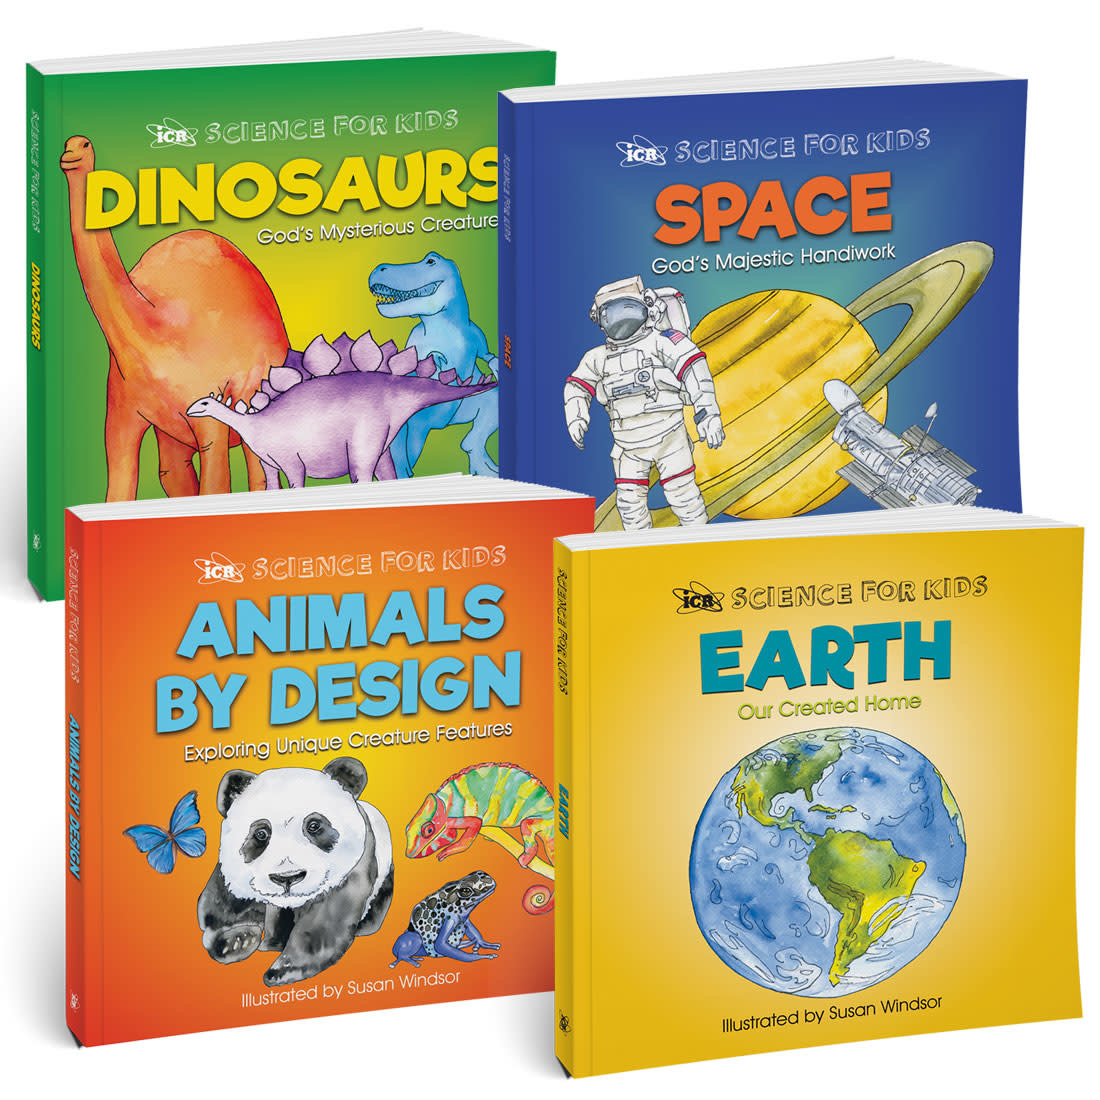 SCIENCE FOR KIDS
DINOSAURS
iCR SCIENCE FOR KIDS
DINOSAURS
God's Mysterious Creature
SCIENCE FOR KIDS
SPACE
iCR SCIENCE FOR KIDS
SPACE
God's Majestic Handiwork
SCIENCE FOR KIDS
ANIMALS BY DESIGN
iCR SCIENCE FOR KIDS
ANIMALS
BY DESIGN
Exploring Unique Creature Features
Illustrated by Susan Windsor
SCIENCE FOR KIDS
EARTH
iCR SCIENCE FOR KIDS
EARTH
Our Created Home
Illustrated by Susan Windsor